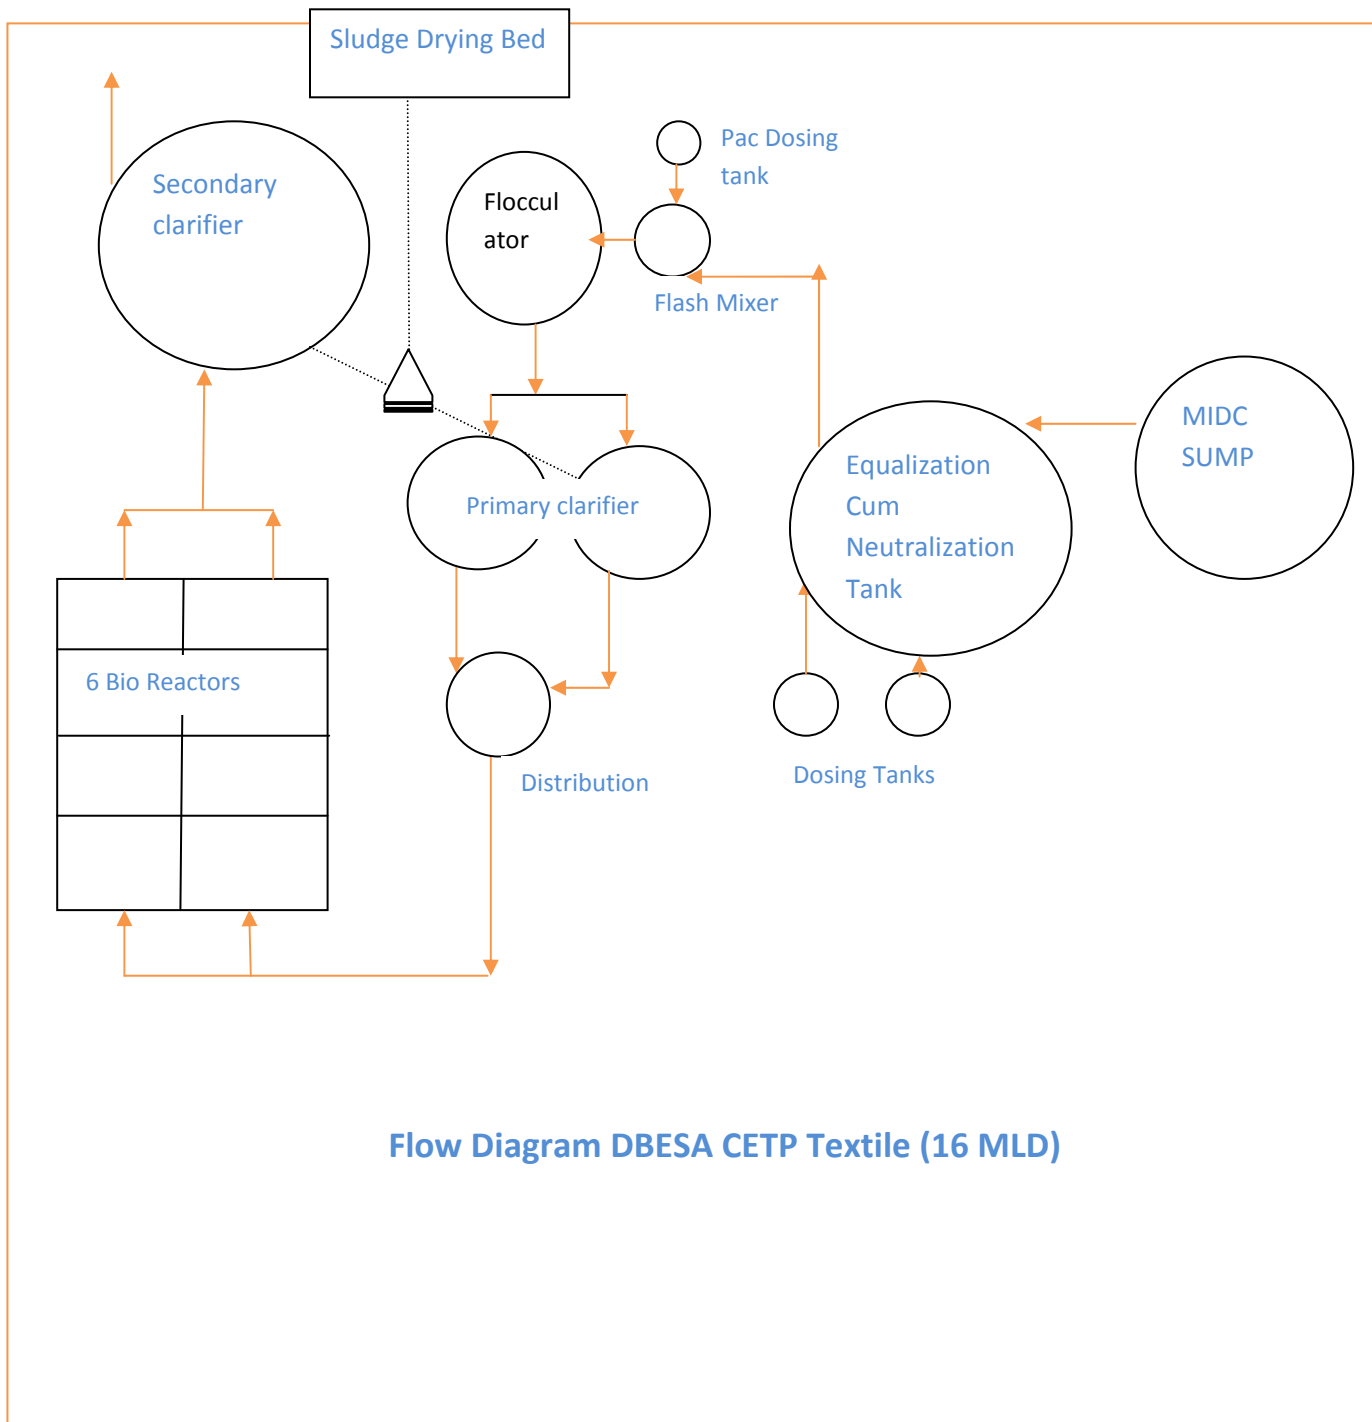 Sludge Drying Bed
Pac Dosing
tank
Secondary
clarifier
Floccul
ator
Flash Mixer
MIDC
SUMP
Equalization
Cum
Neutralization
Tank
Primary clarifier
6 Bio Reactors
Distribution
Dosing Tanks
Flow Diagram DBESA CETP Textile (16 MLD)